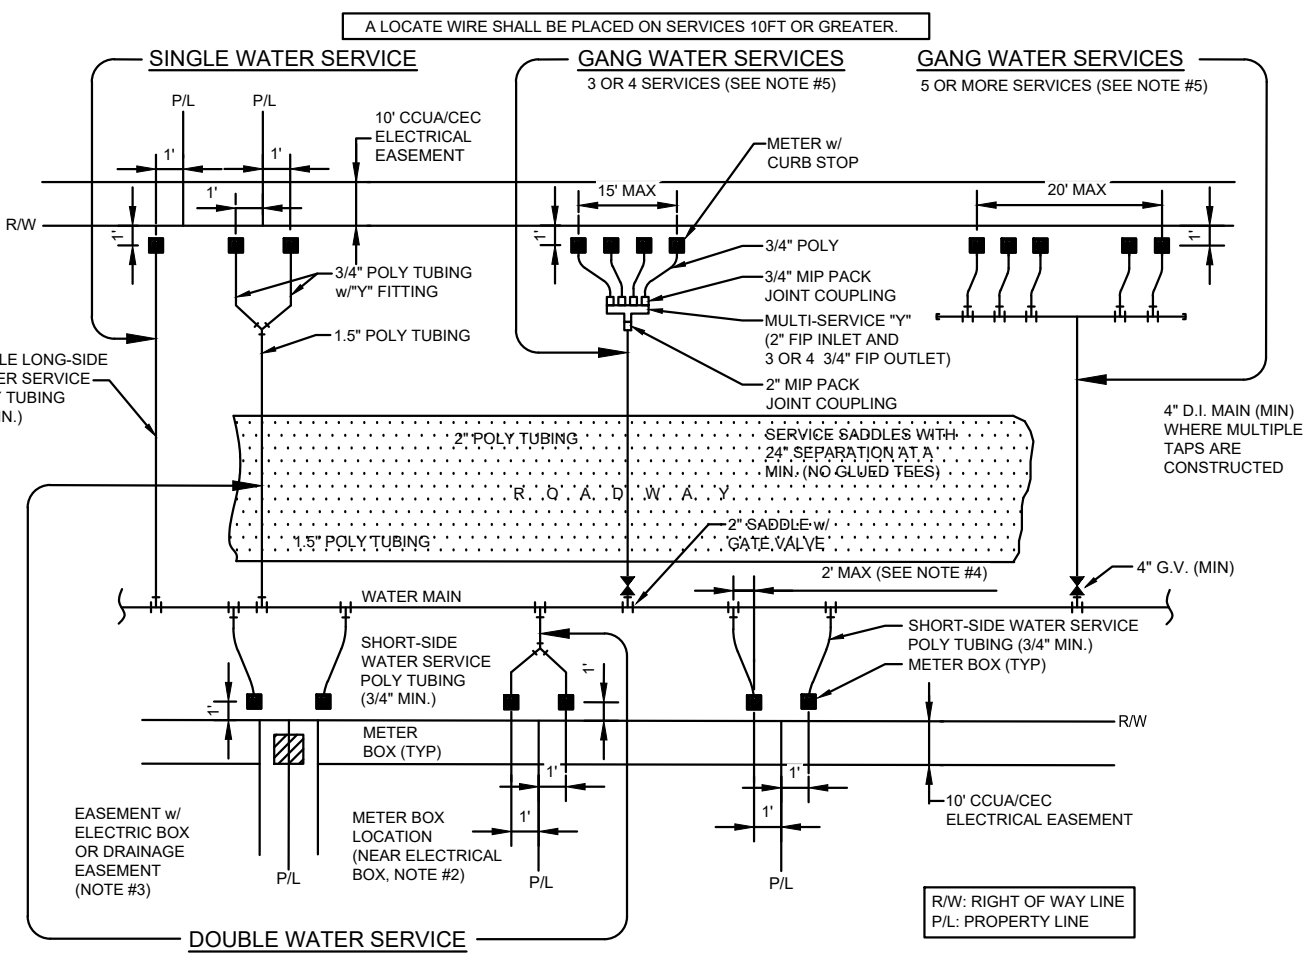 A LOCATE WIRE SHALL BE PLACED ON SERVICES 10FT OR GREATER.
SINGLE WATER SERVICE
GANG WATER SERVICES
3 OR 4 SERVICES (SEE NOTE #5)
GANG WATER SERVICES
5 OR MORE SERVICES (SEE NOTE #5)
P/L
P/L
10' CCUA/CEC
ELECTRICAL
EASEMENT
METER w/
CURB STOP
1'
1'
1'
15' MAX
20' MAX
R/W
1'
1'
1'
3/4" POLY TUBING
w/"Y" FITTING
3/4" POLY
3/4" MIP PACK
JOINT COUPLING
1.5" POLY TUBING
MULTI-SERVICE "Y"
(2" FIP INLET AND
3 OR 4 3/4" FIP OUTLET)
LE LONG-SIDE
ER SERVICE
Y TUBING
IN.)
2" MIP PACK
JOINT COUPLING
4" D.I. MAIN (MIN)
WHERE MULTIPLE
TAPS ARE
CONSTRUCTED
2" POLY TUBING
SERVICE SADDLES WITH
24" SEPARATION AT A
MIN. (NO GLUED TEES)
ROADWAY
1.5" POLY TUBING
2" SADDLE w/
GATE VALVE
2' MAX (SEE NOTE #4)
4" G.V. (MIN)
WATER MAIN
SHORT-SIDE
WATER SERVICE
POLY TUBING
(3/4" MIN.)
SHORT-SIDE WATER SERVICE
POLY TUBING (3/4" MIN.)
METER BOX (TYP)
1'
1'
R/W
METER
BOX (TYP)
1'
1'
1'
1'
10' CCUA/CEC
ELECTRICAL EASEMENT
EASEMENT w/
ELECTRIC BOX
OR DRAINAGE
EASEMENT
(NOTE #3)
METER BOX
LOCATION
(NEAR ELECTRICAL
BOX, NOTE #2)
P/L
P/L
P/L
R/W: RIGHT OF WAY LINE
P/L: PROPERTY LINE
DOUBLE WATER SERVICE